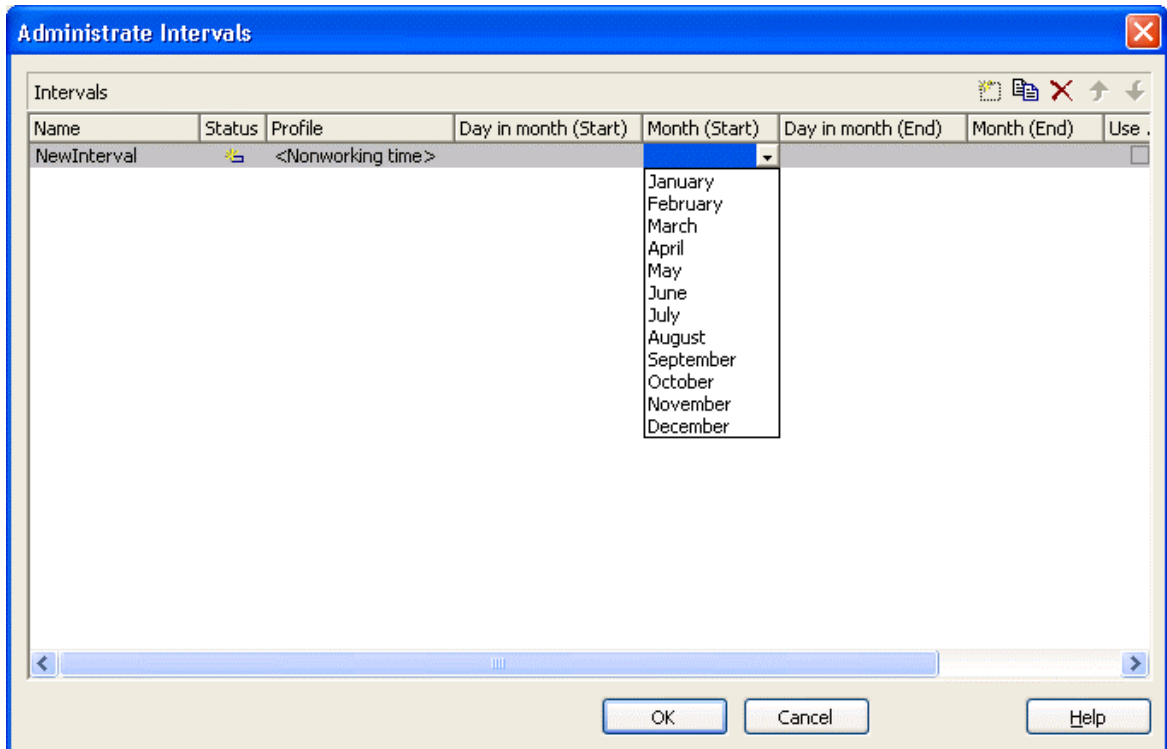 Administrate Intervals
Intervals
Name Status Profile Day in month (Start) Month (Start) Day in month (End) Month (End) Use .
NewInterval <Nonworking time>
January
February
March
April
May
June
July
August
September
October
November
December
OK Cancel Help